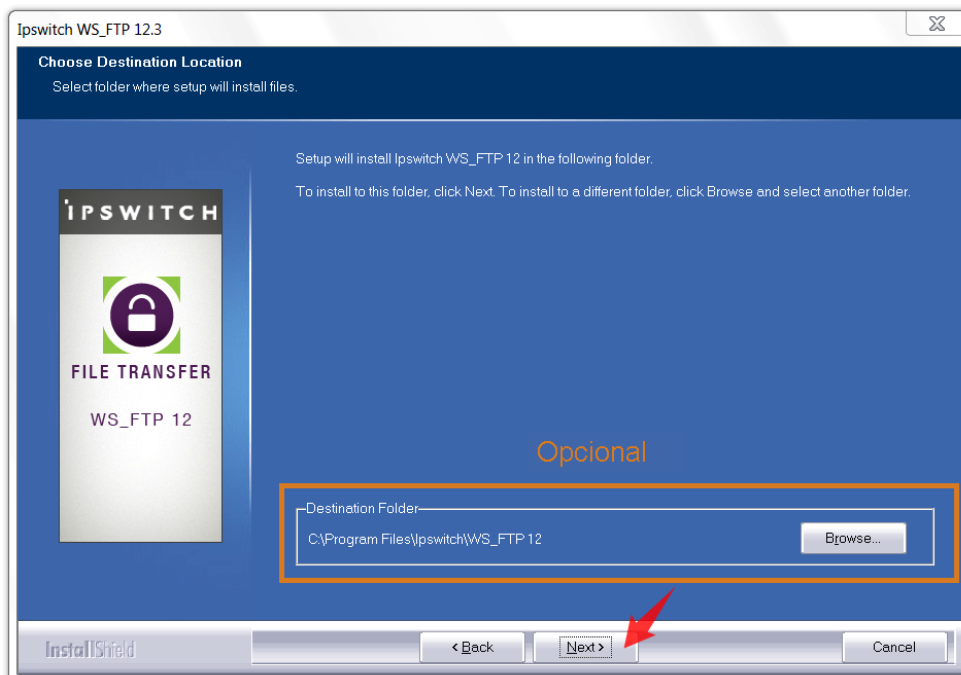 Ipswitch WS_FTP 12.3
Choose Destination Location
Select folder where setup will install files.
Setup will install Ipswitch WS_FTP 12 in the following folder.
To install to this folder, click Next. To install to a different folder, click Browse and select another folder.
IPSWITCH
FILE TRANSFER
WS_FTP 12
Opcional
Destination Folder
C:\Program Files\Ipswitch\WS_FTP 12
Browse...
InstallShield
< Back
Next >
Cancel